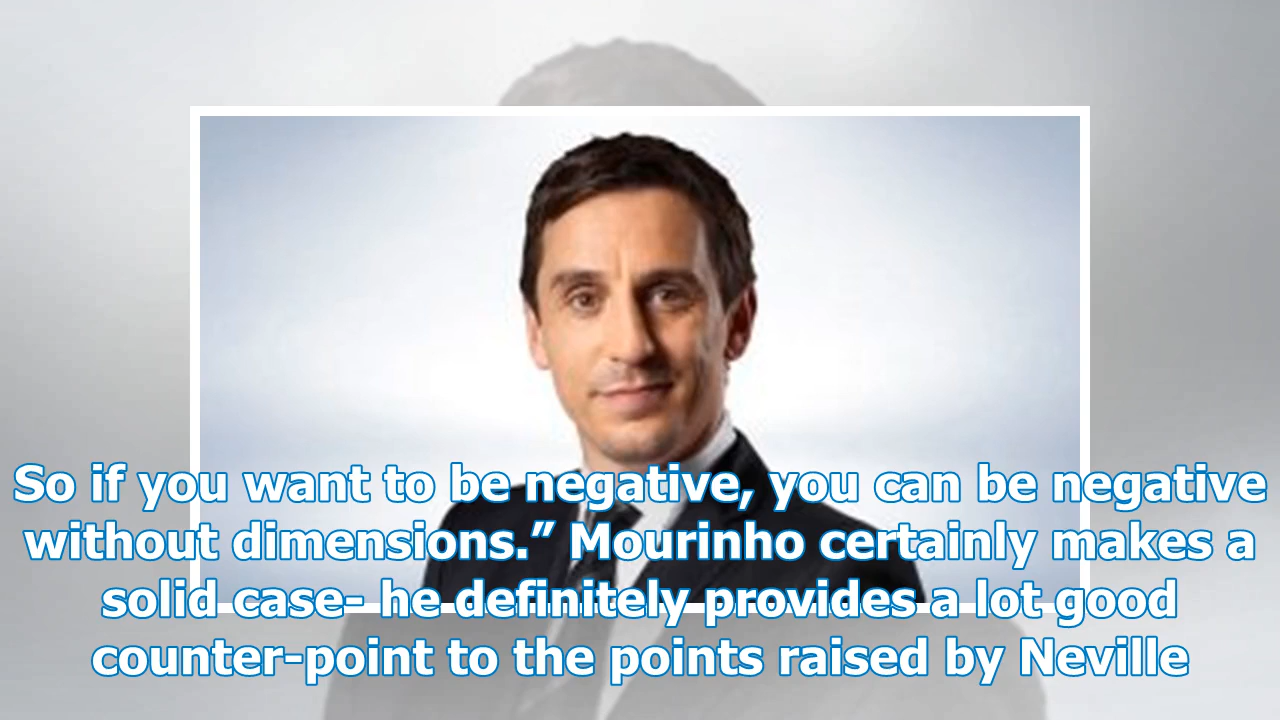 So if you want to be negative, you can be negative
without dimensions.” Mourinho certainly makes a
solid case- he definitely provides a lot good
counter-point to the points raised by Neville